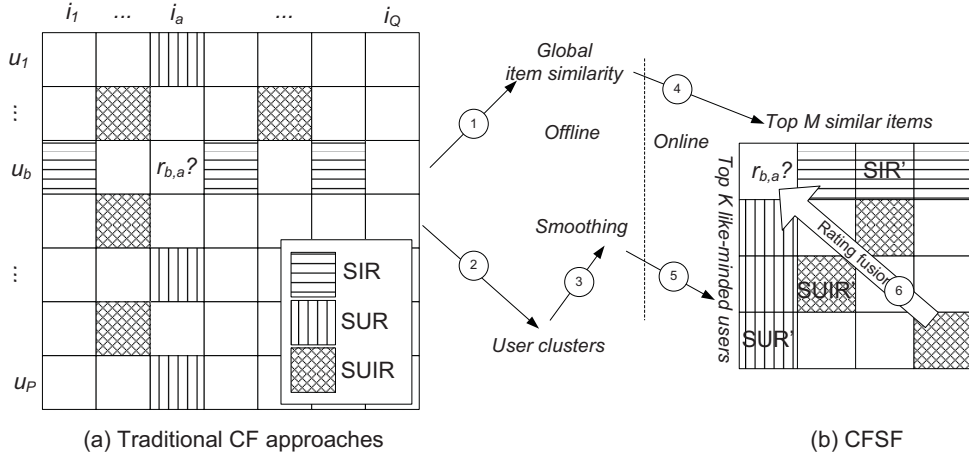 i1 ... ia ... iQ
u1
⋮
ub
⋮
uP
rb,a?
SIR
SUR
SUIR
(a) Traditional CF approaches
1
2
3
4
5
Global
item similarity
Offline
Online
Smoothing
User clusters
Top M similar items
Top K like-minded users
rb,a?
SIR'
SUIR'
SUR'
Rating fusion
6
(b) CFSF